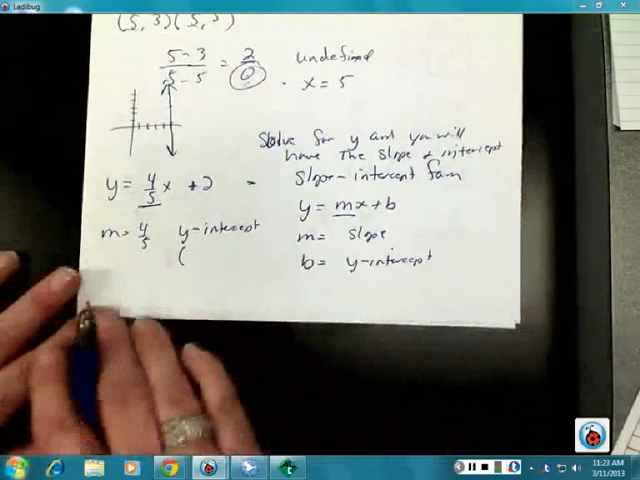 Ladibug
(5, 3) (5, 5)
5-3
5-5
= 2
0
undefined
. x = 5
Solve for y and you will
have the slope & intercept
y = 4/5 x + 2 - slope-intercept form
y = mx + b
m = 4/5 y-intercept
m = slope
(
b = y-intercept
11:23 AM
3/11/2013